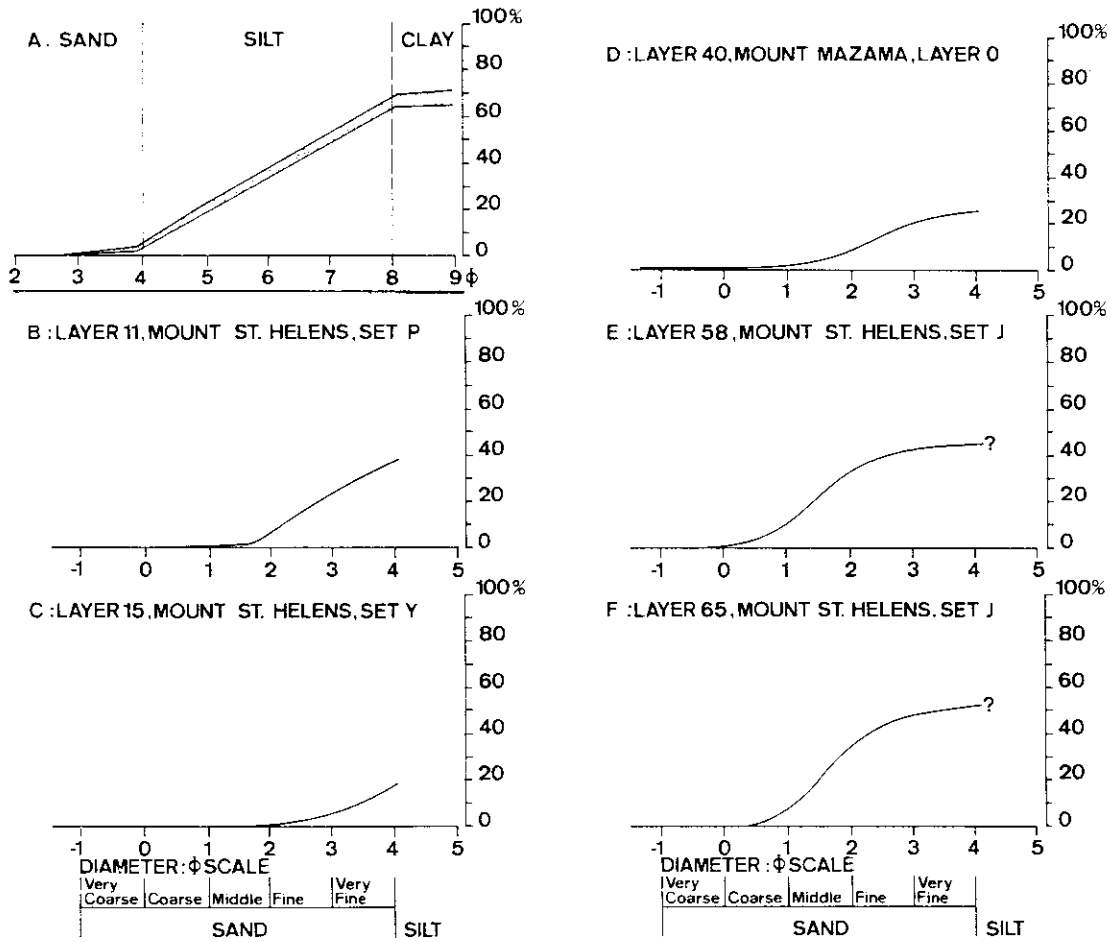 A. SAND SILT CLAY
100%
80
60
40
20
0
2 3 4 5 6 7 8 9 ϕ
B :LAYER 11, MOUNT ST. HELENS, SET P
100%
80
60
40
20
0
-1 0 1 2 3 4 5
C :LAYER 15, MOUNT ST. HELENS, SET Y
100%
80
60
40
20
0
-1 0 1 2 3 4 5
DIAMETER:ϕ SCALE
Very Coarse Coarse Middle Fine Very Fine
SAND SILT
D :LAYER 40, MOUNT MAZAMA, LAYER O
100%
80
60
40
20
0
-1 0 1 2 3 4 5
E :LAYER 58, MOUNT ST. HELENS, SET J
100%
80
60
40
20
0
?
-1 0 1 2 3 4 5
F :LAYER 65, MOUNT ST. HELENS. SET J
100%
80
60
40
20
0
?
-1 0 1 2 3 4 5
DIAMETER:ϕ SCALE
Very Coarse Coarse Middle Fine Very Fine
SAND SILT